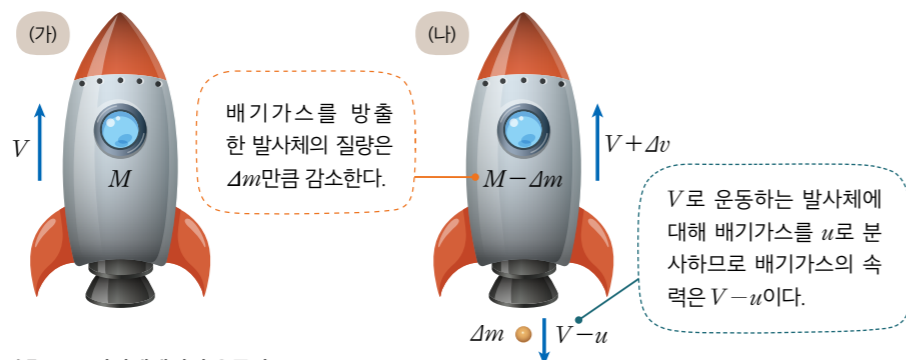 (가)
V
M
배기가스를 방출
한 발사체의 질량은
Δm만큼 감소한다.
(나)
M－Δm
V＋Δv
V로 운동하는 발사체에
대해 배기가스를 u로 분
사하므로 배기가스의 속
력은 V－u이다.
Δm
V－u